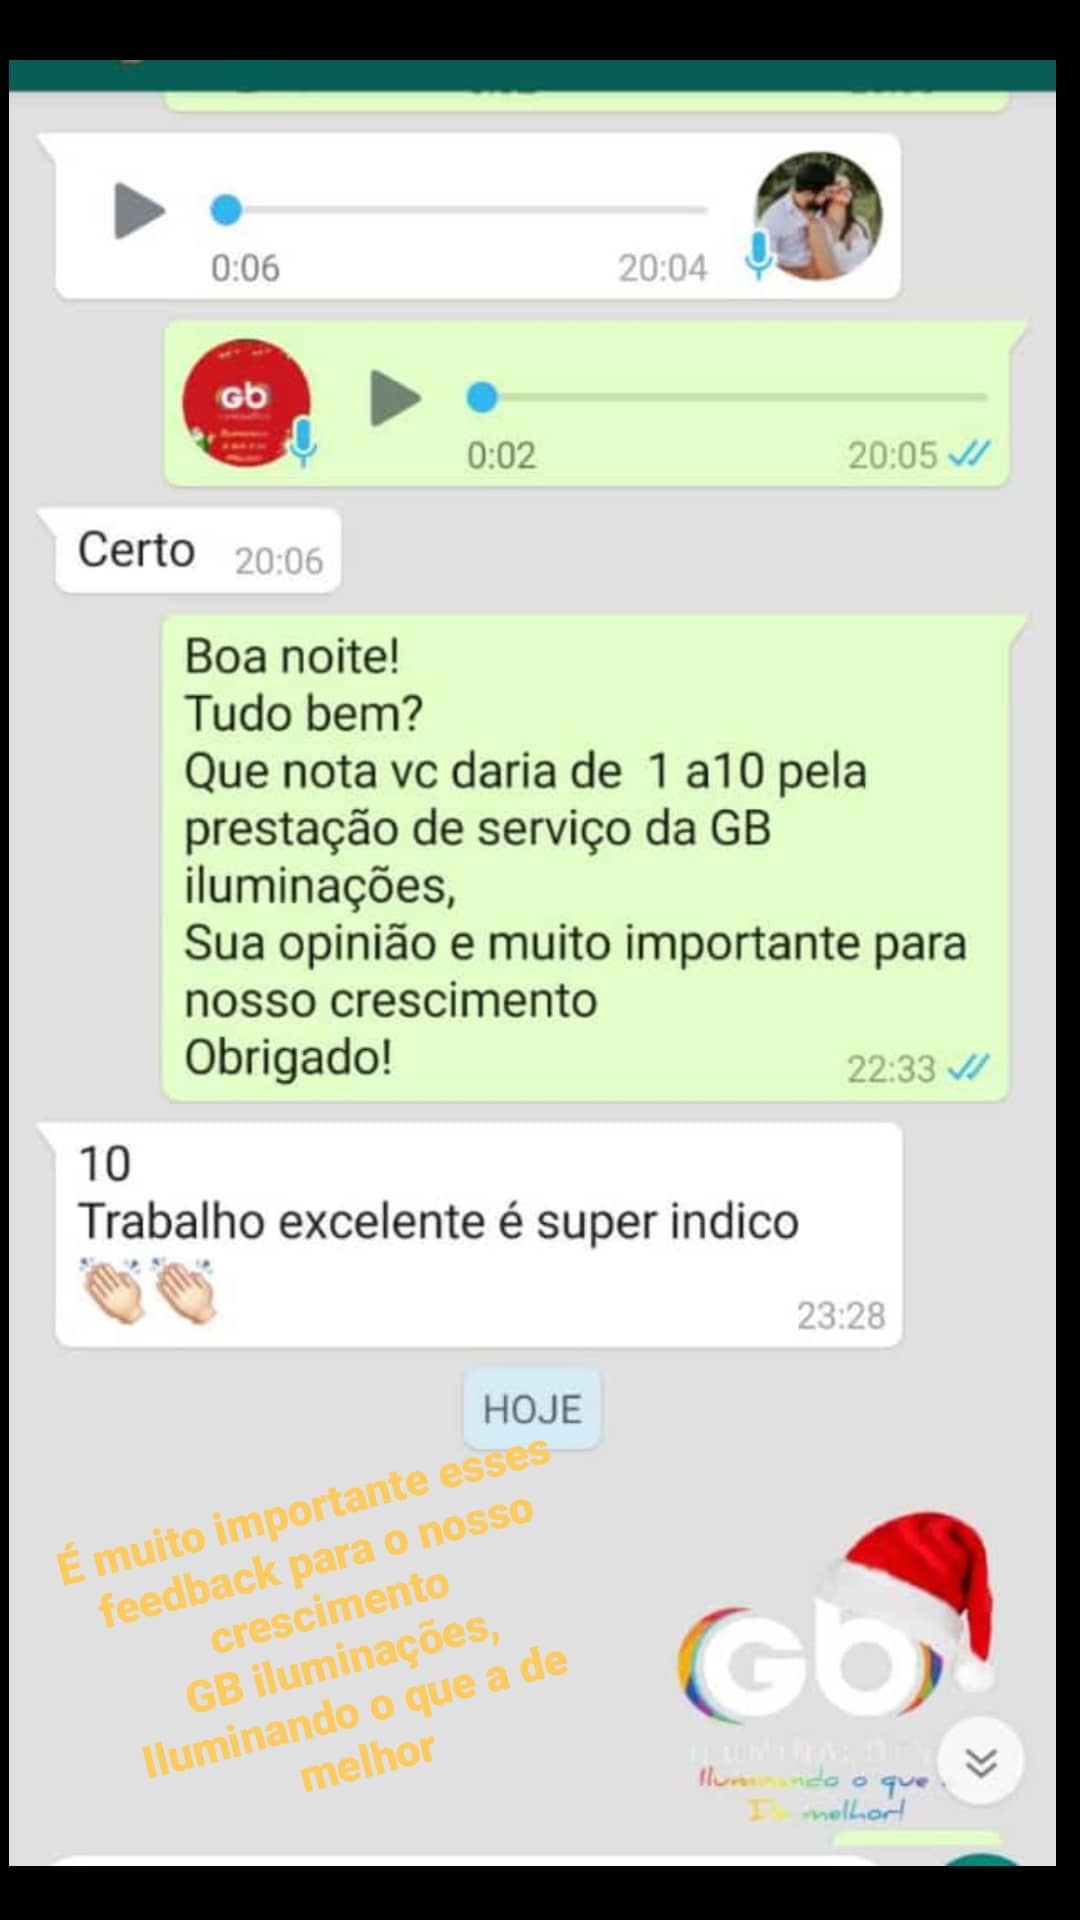 0:06 20:04
Gb
0:02 20:05
Certo 20:06
Boa noite!
Tudo bem?
Que nota vc daria de 1 a10 pela
prestação de serviço da GB
iluminações,
Sua opinião e muito importante para
nosso crescimento
Obrigado! 22:33
10
Trabalho excelente é super indico
👏🏻👏🏻
23:28
HOJE
É muito importante esses
feedback para o nosso
crescimento
GB iluminações,
Iluminando o que a de
melhor
Gb
ILUMINAÇÕES
Iluminando o que
De melhor!